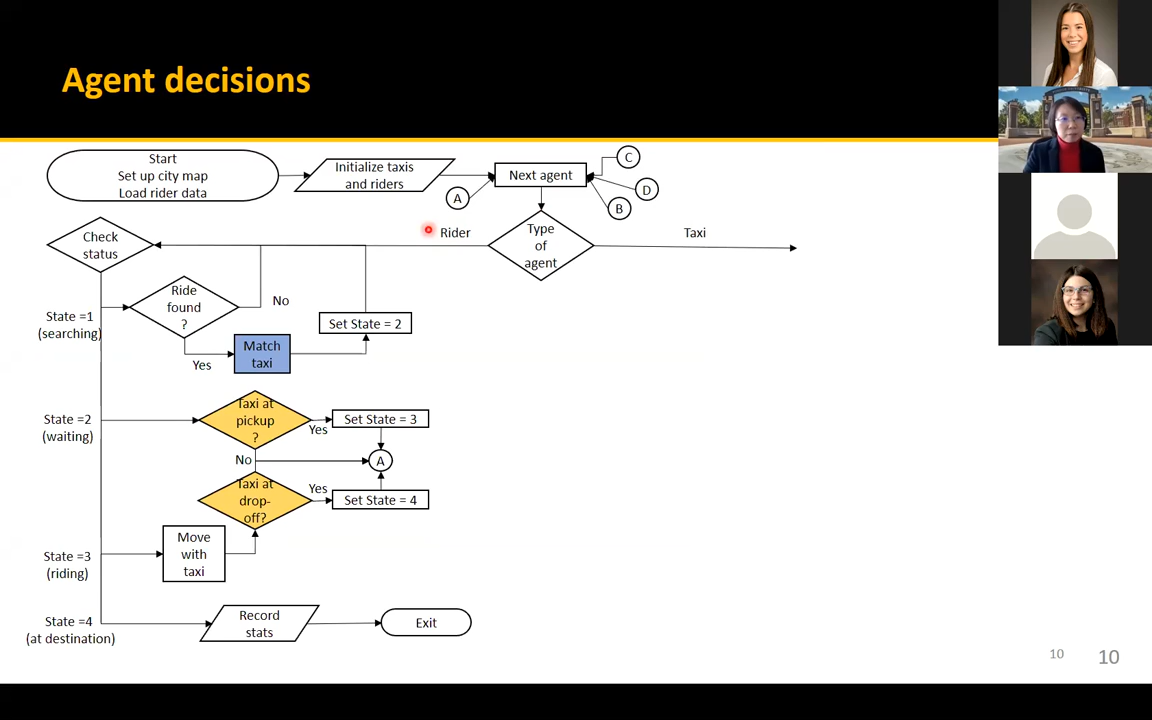 Agent decisions
Start
Set up city map
Load rider data
Initialize taxis
and riders
Next agent
C
D
B
A
Type
of
agent
Rider
Taxi
Check
status
Ride
found
?
No
Yes
State =1
(searching)
Match
taxi
Set State = 2
State =2
(waiting)
Taxi at
pickup
?
Yes
Set State = 3
No
A
Taxi at
drop-
off?
Yes
Set State = 4
State =3
(riding)
Move
with
taxi
State =4
(at destination)
Record
stats
Exit
10
10